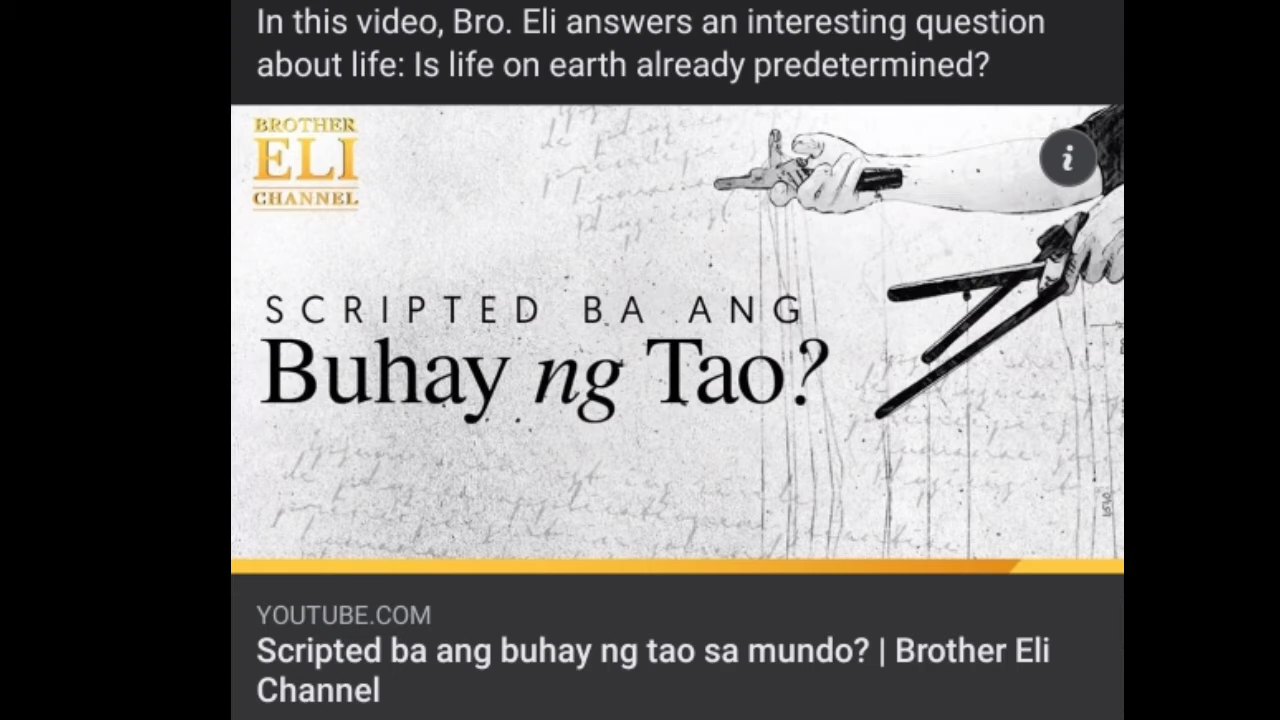 In this video, Bro. Eli answers an interesting question
about life: Is life on earth already predetermined?
BROTHER
ELI
CHANNEL
i
SCRIPTED BA ANG
Buhay ng Tao?
YOUTUBE.COM
Scripted ba ang buhay ng tao sa mundo? | Brother Eli
Channel